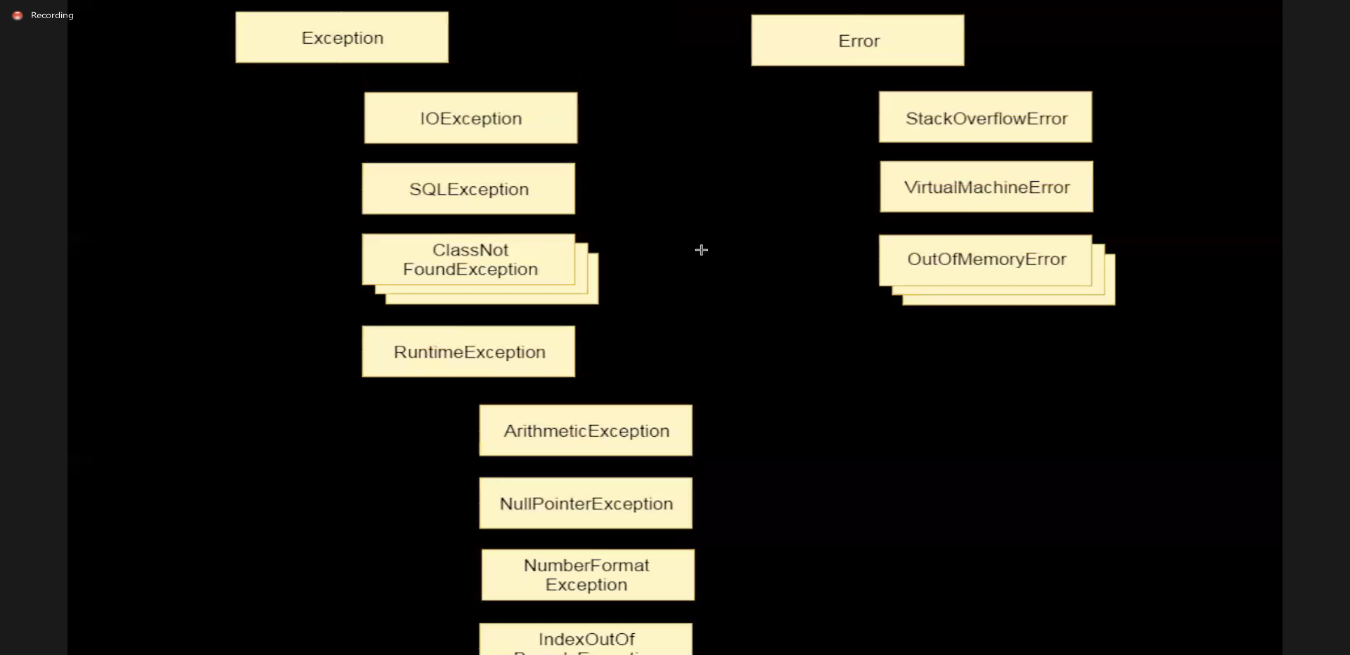 Recording
Exception
Error
IOException
StackOverflowError
SQLException
VirtualMachineError
ClassNot
FoundException
OutOfMemoryError
RuntimeException
ArithmeticException
NullPointerException
NumberFormat
Exception
IndexOutOf